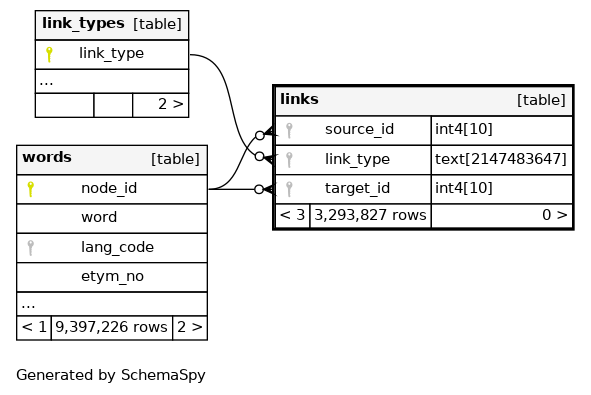 link_types [table]
link_type
...
2 >
links [table]
source_id int4[10]
link_type text[2147483647]
target_id int4[10]
< 3 3,293,827 rows 0 >
words [table]
node_id
word
lang_code
etym_no
...
< 1 9,397,226 rows 2 >
Generated by SchemaSpy